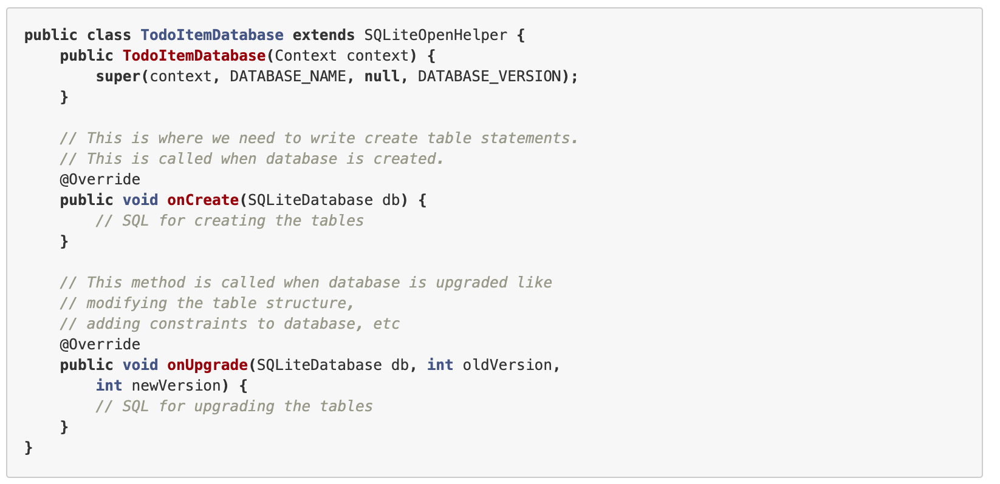 public class TodoItemDatabase extends SQLiteOpenHelper {
    public TodoItemDatabase(Context context) {
        super(context, DATABASE_NAME, null, DATABASE_VERSION);
    }

    // This is where we need to write create table statements.
    // This is called when database is created.
    @Override
    public void onCreate(SQLiteDatabase db) {
        // SQL for creating the tables
    }

    // This method is called when database is upgraded like
    // modifying the table structure,
    // adding constraints to database, etc
    @Override
    public void onUpgrade(SQLiteDatabase db, int oldVersion,
        int newVersion) {
        // SQL for upgrading the tables
    }
}